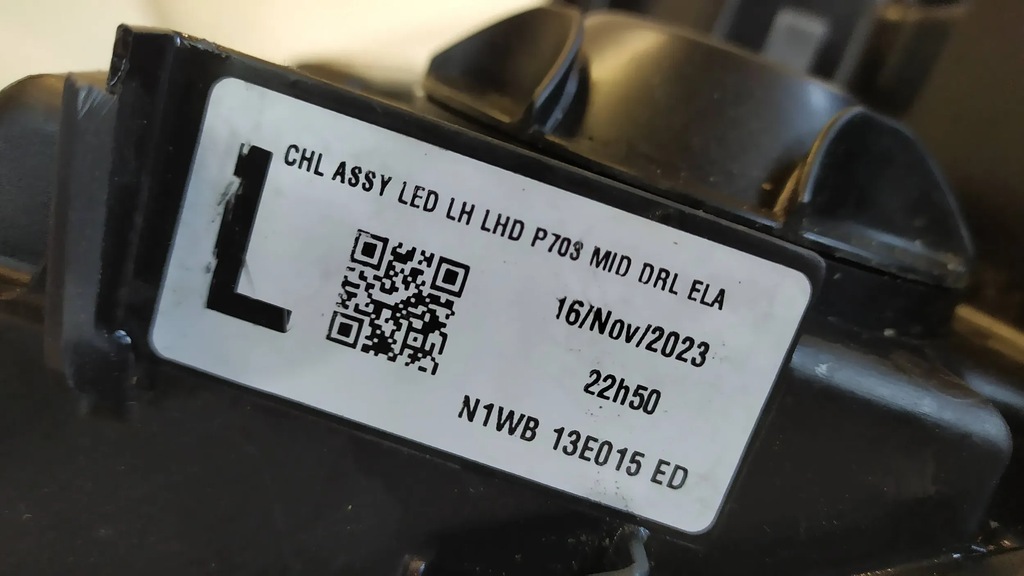 L
CHL ASSY LED LH LHD P703 MID DRL ELA
16/Nov/2023
22h50
N1WB 13E015 ED